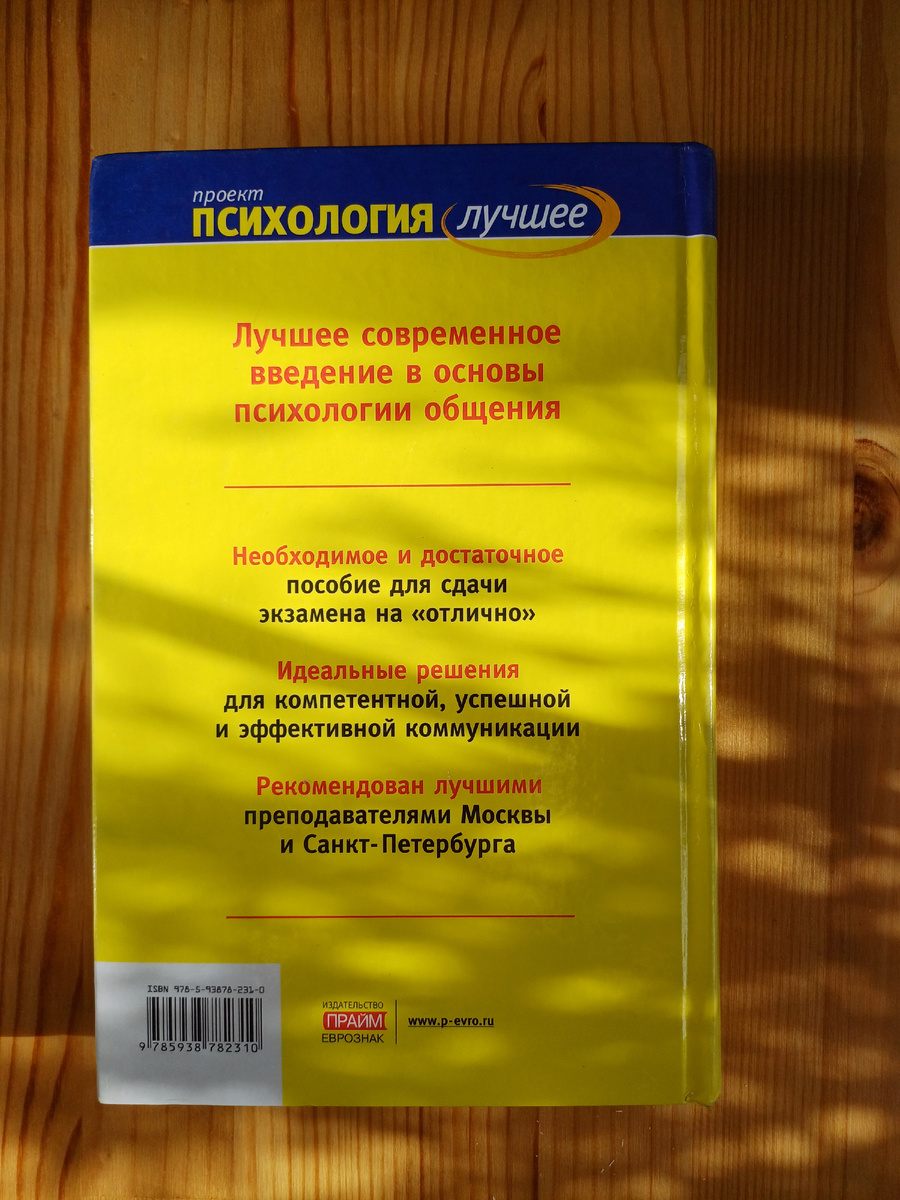 проект
ПСИХОЛОГИЯ лучшее
Лучшее современное
введение в основы
психологии общения
Необходимое и достаточное
пособие для сдачи
экзамена на «отлично»
Идеальные решения
для компетентной, успешной
и эффективной коммуникации
Рекомендован лучшими
преподавателями Москвы
и Санкт-Петербурга
ISBN 978-5-93878-231-0
9 785938 782310
ИЗДАТЕЛЬСТВО
ПРАЙМ
ЕВРОЗНАК
www.p-evro.ru